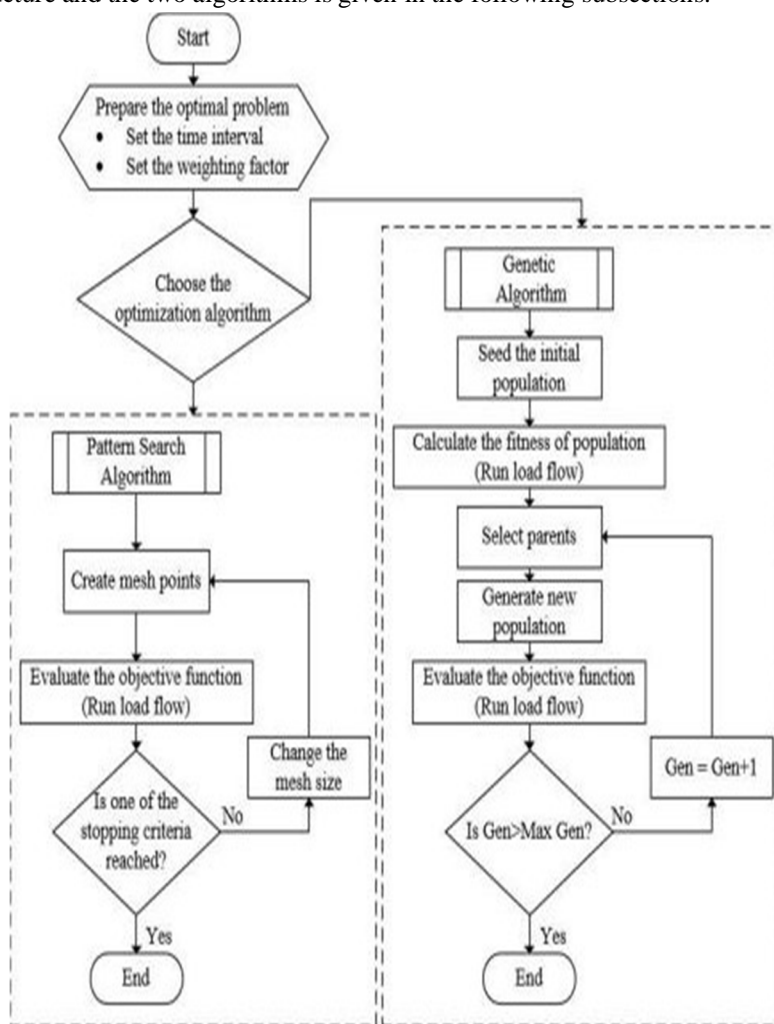 cture and the two algorithms is given in the following subsections.
Start
Prepare the optimal problem
• Set the time interval
• Set the weighting factor
Choose the
optimization algorithm
Pattern Search
Algorithm
Create mesh points
Evaluate the objective function
(Run load flow)
Change the
mesh size
Is one of the
stopping criteria
reached?
No
Yes
End
Genetic
Algorithm
Seed the initial
population
Calculate the fitness of population
(Run load flow)
Select parents
Generate new
population
Evaluate the objective function
(Run load flow)
Gen = Gen+1
Is Gen>Max Gen?
No
Yes
End